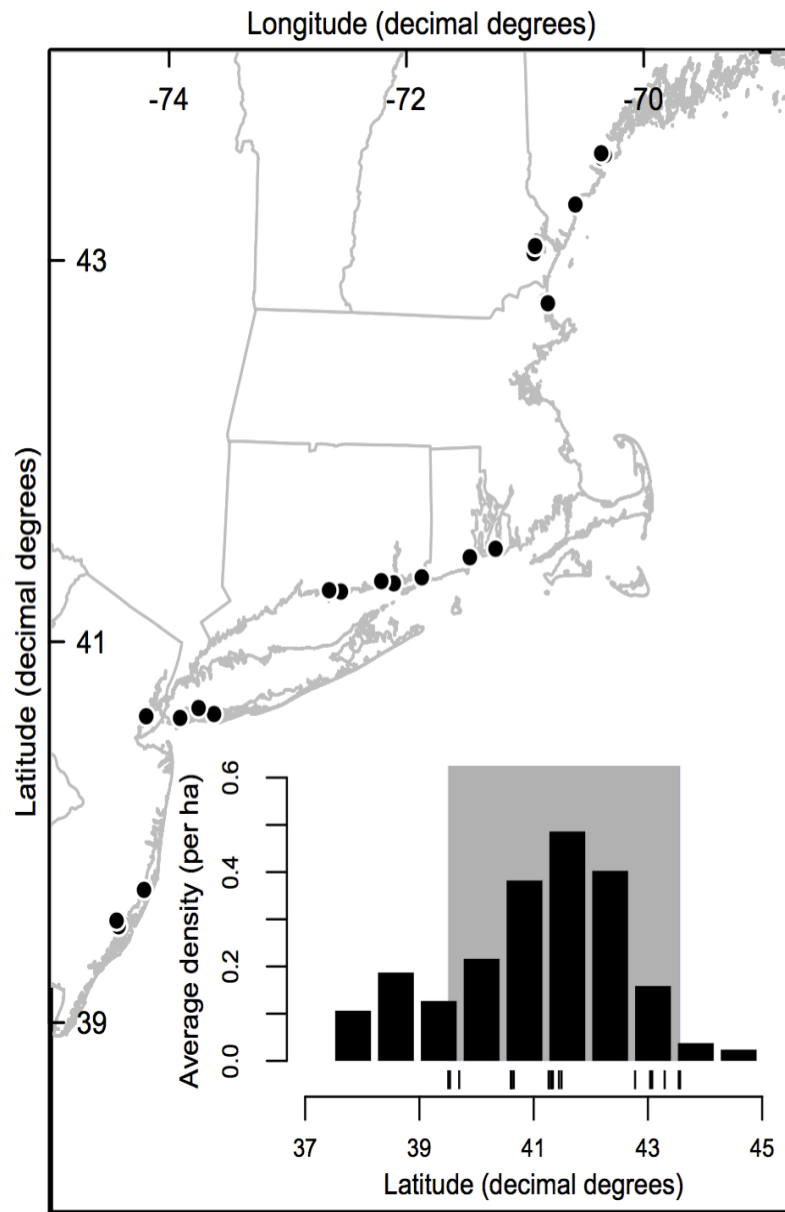 Longitude (decimal degrees)
-74 -72 -70
43
41
39
Latitude (decimal degrees)
Average density (per ha)
0.6
0.4
0.2
0.0
37 39 41 43 45
Latitude (decimal degrees)